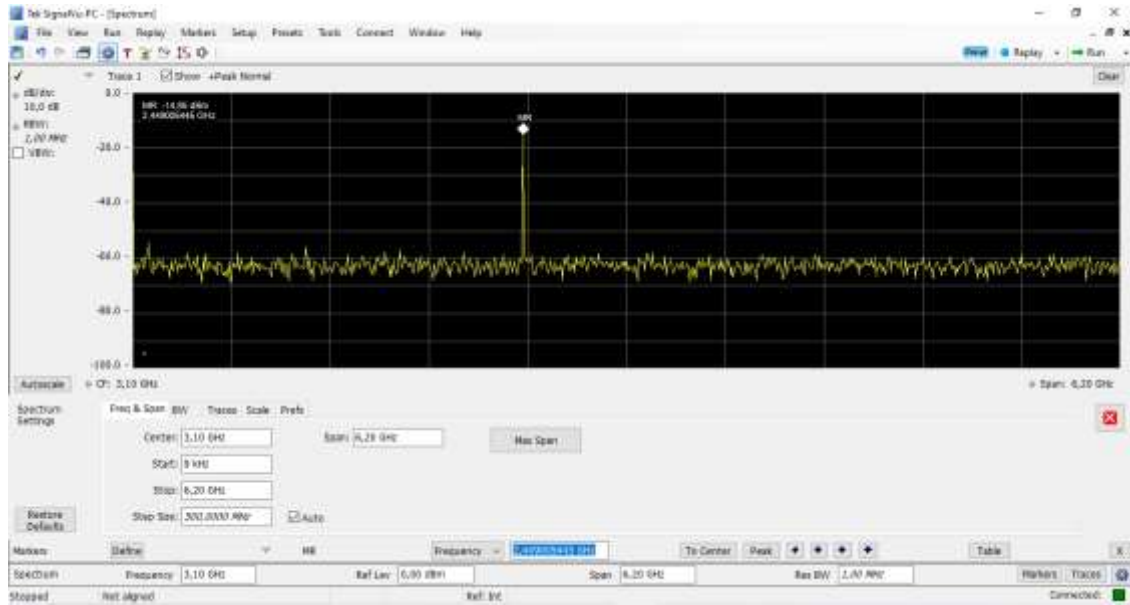 Tek SignalVu-PC - [Spectrum]
File View Run Replay Markers Setup Presets Tools Connect Window Help
Preset Replay Run
Trace 1 Show +Peak Normal Clear
dB/div:
10,0 dB
RBW:
1,00 MHz
VBW:
0.0
-20.0
-40.0
-60.0
-80.0
-100.0
MR: -14,86 dBm
MR
Autoscale CF: 3,10 GHz Span: 6,20 GHz
Spectrum
Settings
Freq & Span BW Traces Scale Prefs
Center: 3,10 GHz Span: 6,20 GHz Max Span
Start: 9 kHz
Stop: 6,20 GHz
Step Size: 500,0000 MHz Auto
Restore
Defaults
Markers Define MR Frequency To Center Peak Table X
Spectrum Frequency 3,10 GHz Ref Lev 0,00 dBm Span 6,20 GHz Res BW 1,00 MHz Markers Traces
Stopped Not aligned Ref: Int Connected: